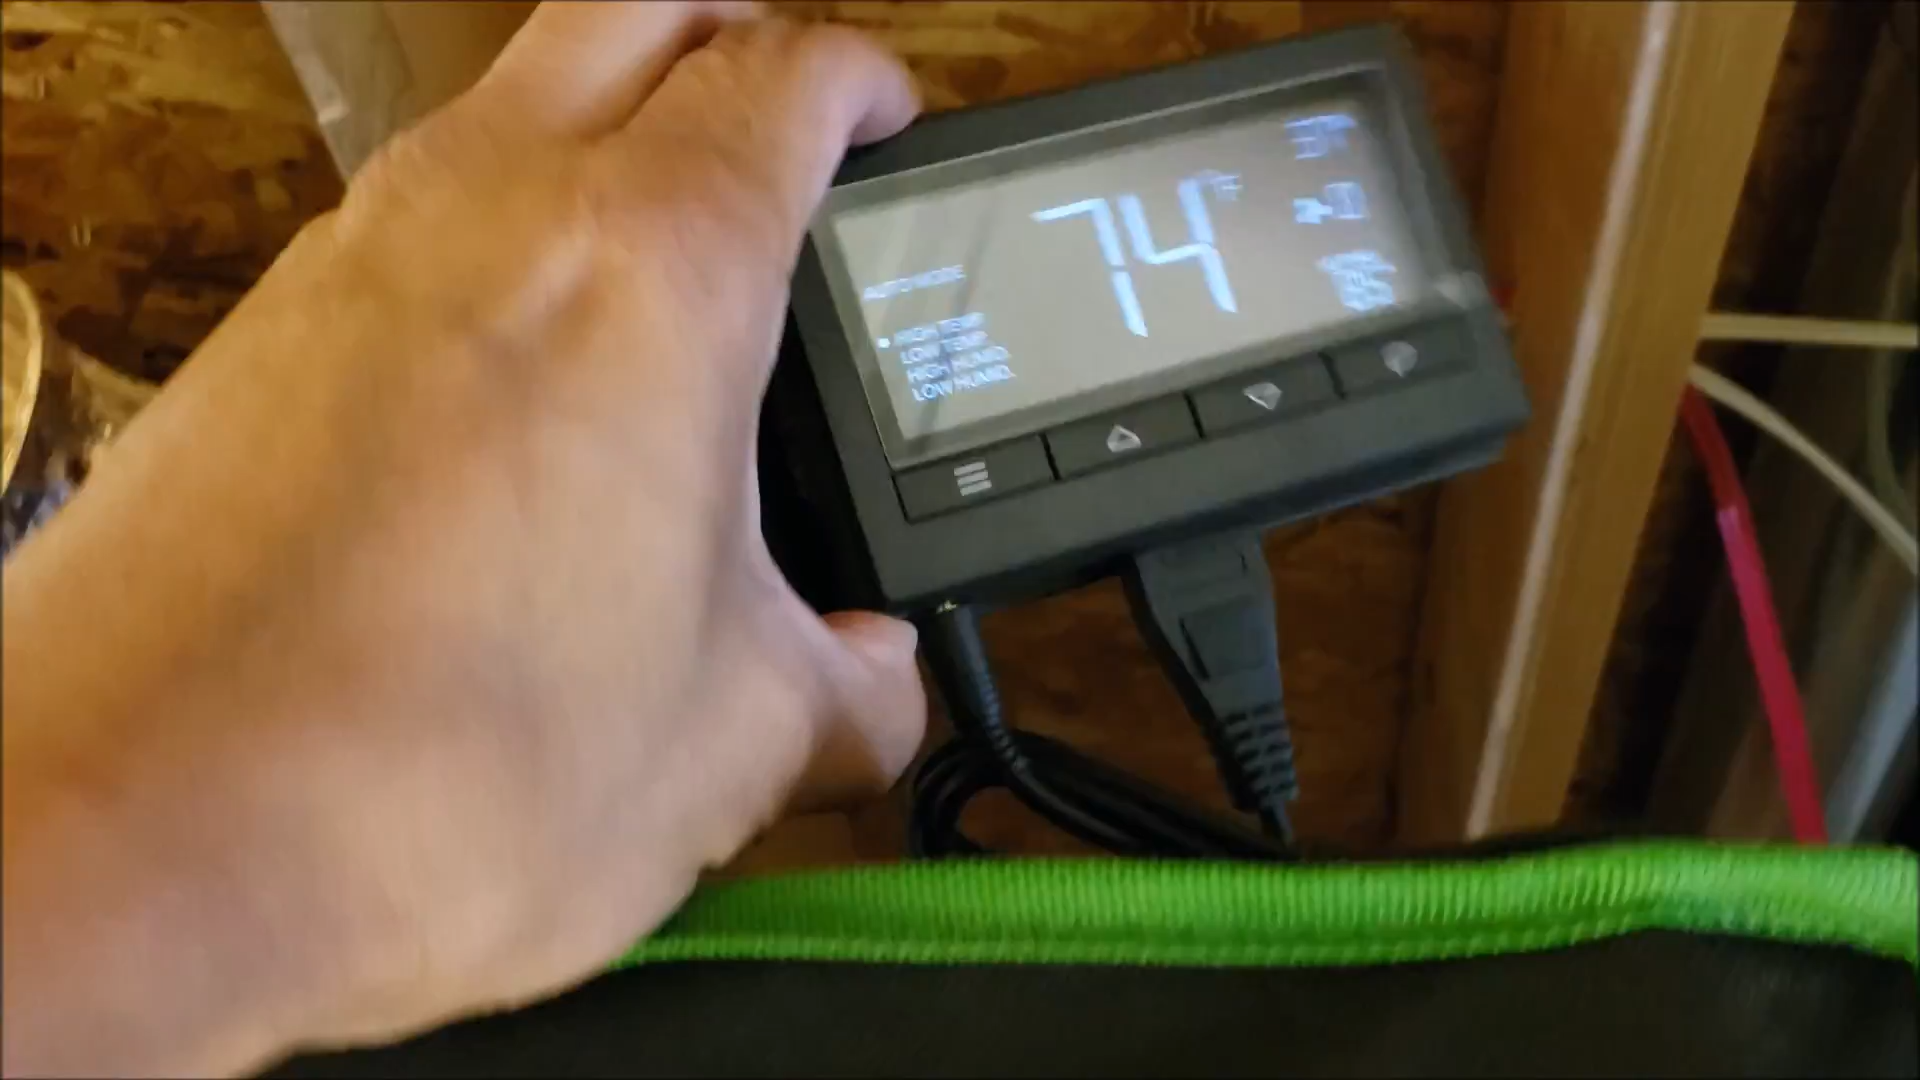 74°F
AUTO MODE
HIGH TEMP.
LOW TEMP.
HIGH HUMID.
LOW HUMID.